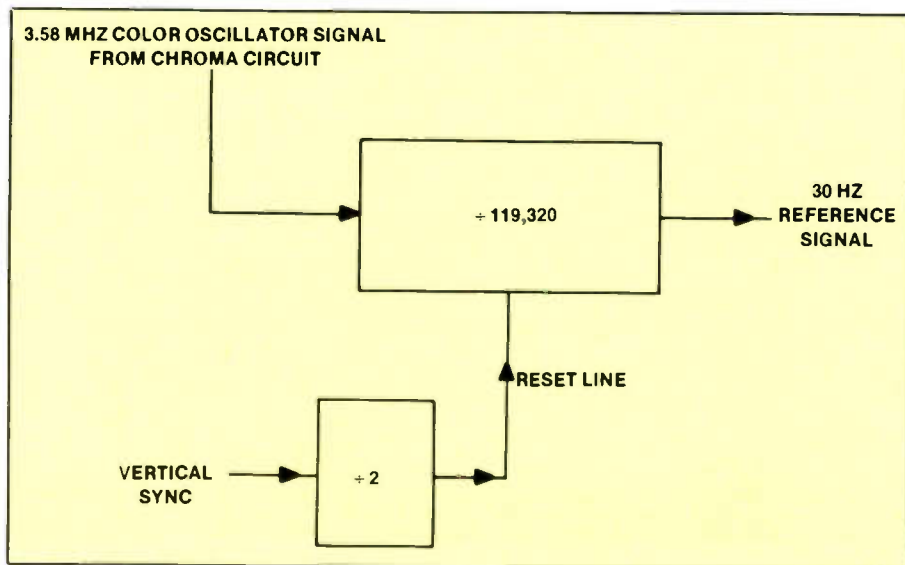 3.58 MHZ COLOR OSCILLATOR SIGNAL
FROM CHROMA CIRCUIT
÷ 119,320
30 HZ
REFERENCE
SIGNAL
RESET LINE
VERTICAL
SYNC
÷ 2